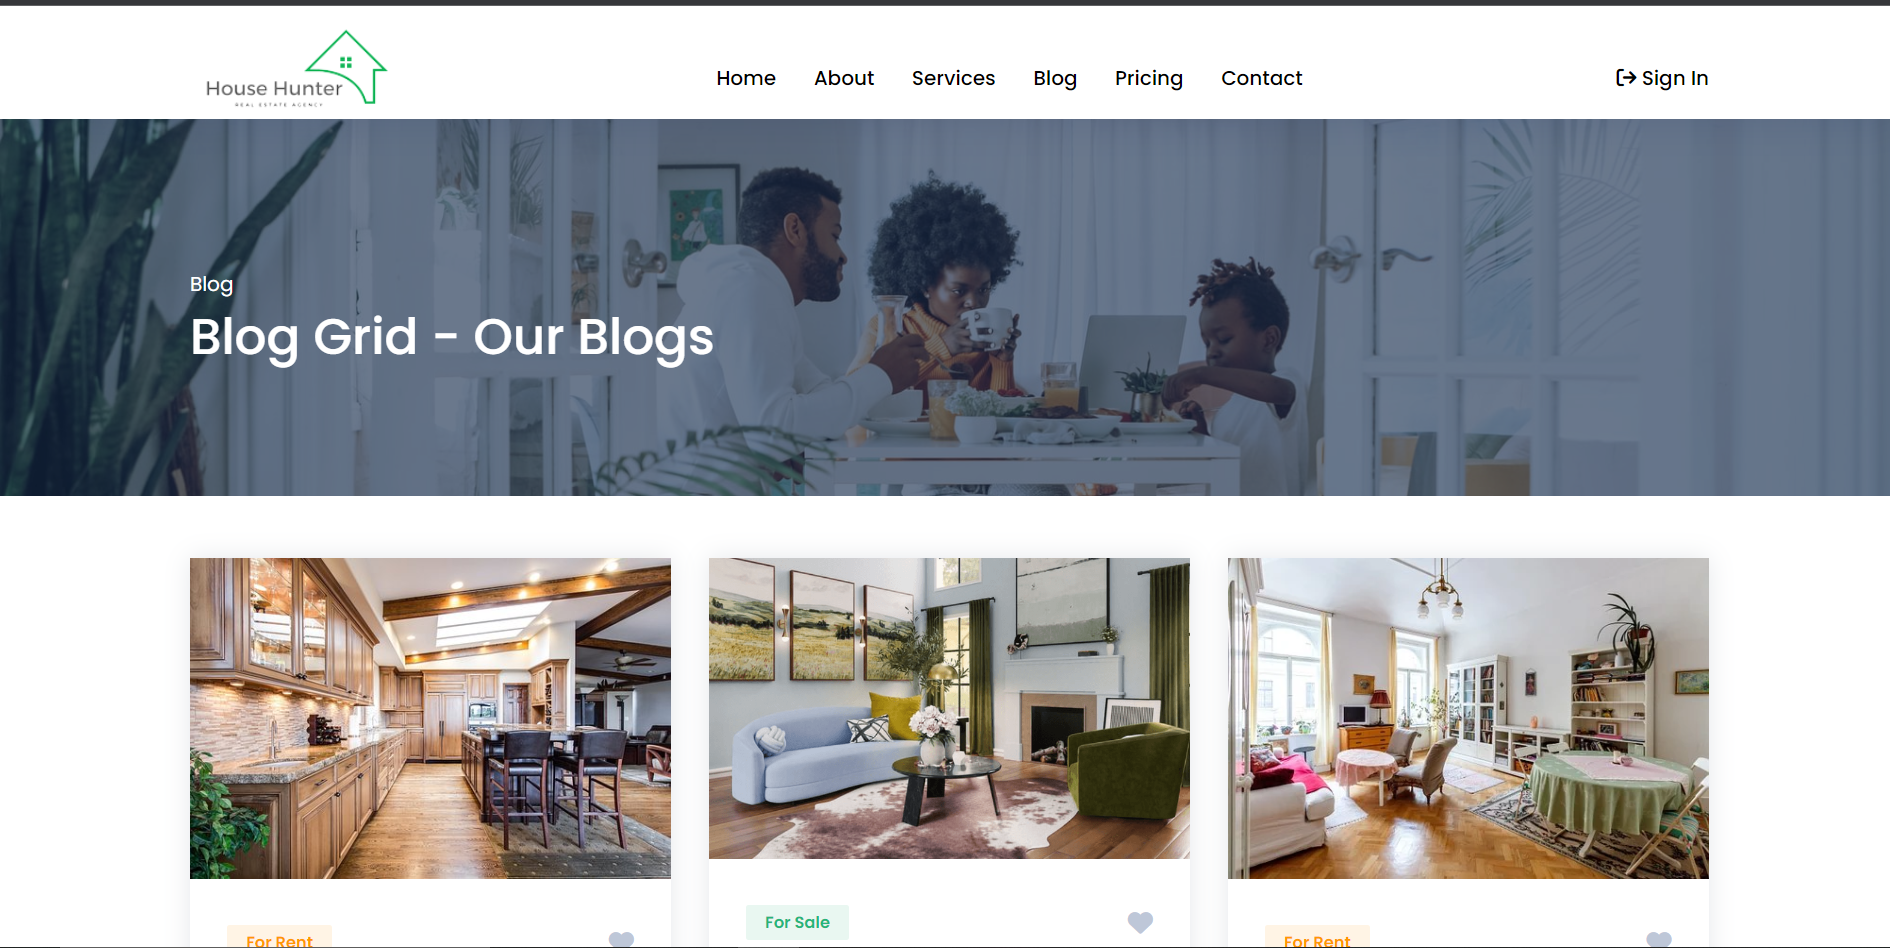 House Hunter
REAL ESTATE AGENCY
Home About Services Blog Pricing Contact
Sign In
Blog
Blog Grid - Our Blogs
For Rent
For Sale
For Rent